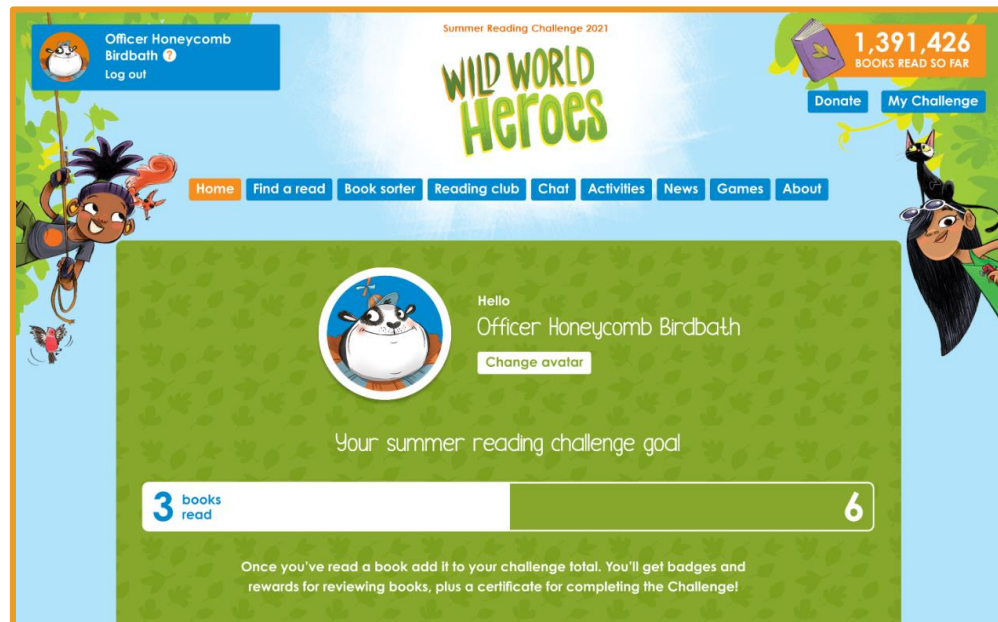 Officer Honeycomb
Birdbath ?
Log out
Summer Reading Challenge 2021
WILD WORLD
HEROES
1,391,426
BOOKS READ SO FAR
Donate
My Challenge
Home
Find a read
Book sorter
Reading club
Chat
Activities
News
Games
About
Hello
Officer Honeycomb Birdbath
Change avatar
Your summer reading challenge goal
3 books
read
6
Once you've read a book add it to your challenge total. You'll get badges and
rewards for reviewing books, plus a certificate for completing the Challenge!